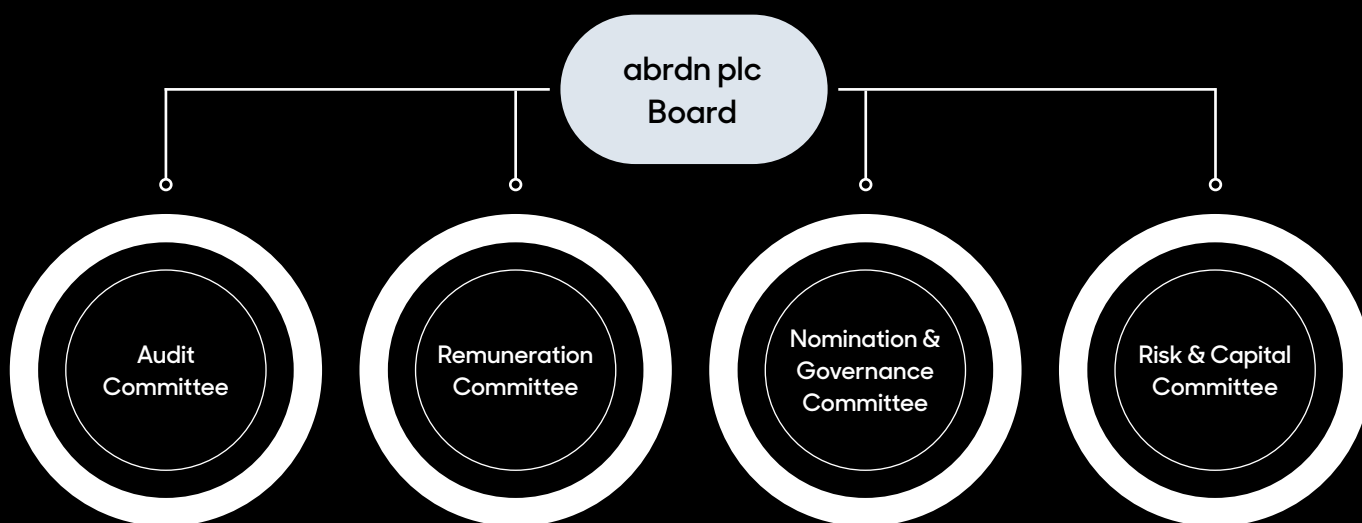 abrdn plc
Board
Audit
Committee
Remuneration
Committee
Nomination &
Governance
Committee
Risk & Capital
Committee